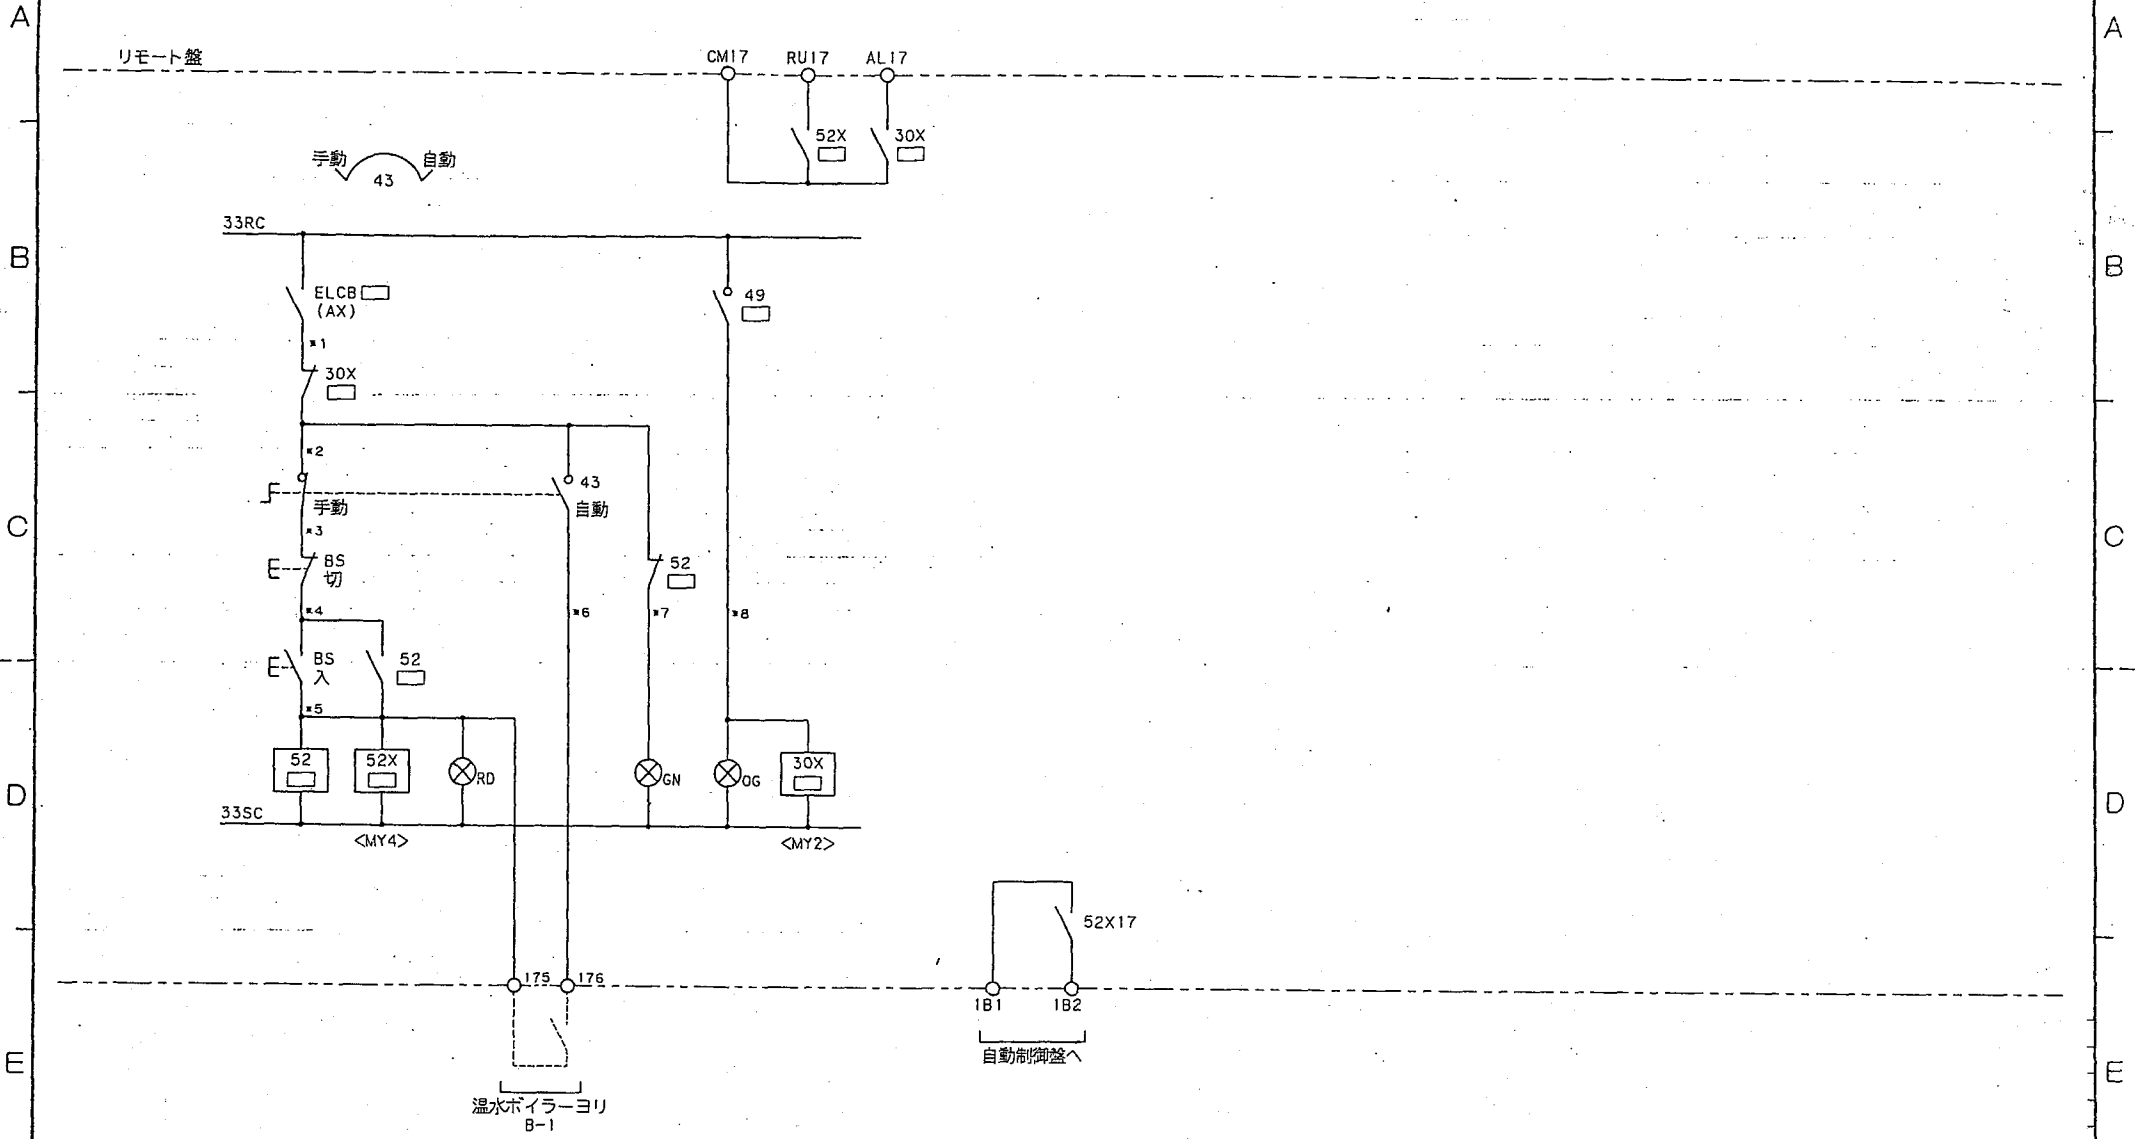 A
A
リモート盤
CM17
RU17
AL17
52X
30X
手動
自動
43
33RC
B
B
ELCB
(AX)
49
*1
30X
*2
43
手動
自動
*3
C
C
BS
切
52
*4
*6
*7
*8
BS
入
52
*5
52
52X
RD
GN
OG
30X
D
D
33SC
<MY4>
<MY2>
52X17
175
176
1B1
1B2
自動制御盤へ
E
E
温水ボイラーヨリ
B-1